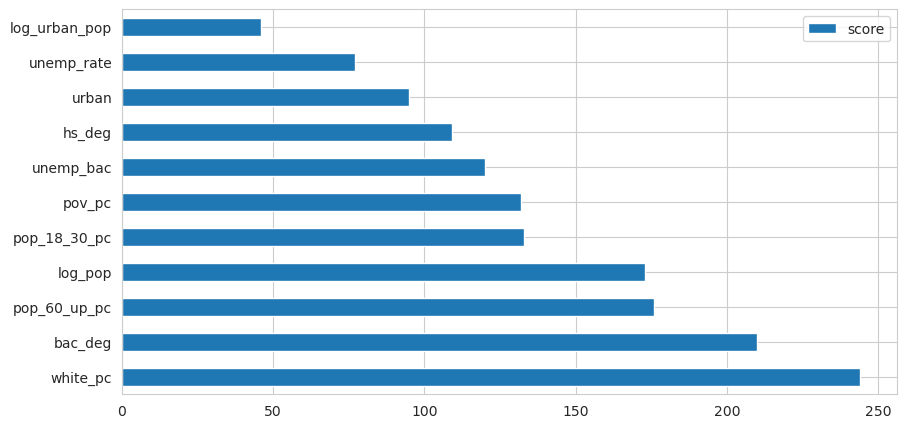 log_urban_pop
score
unemp_rate
urban
hs_deg
unemp_bac
pov_pc
pop_18_30_pc
log_pop
pop_60_up_pc
bac_deg
white_pc
0 50 100 150 200 250